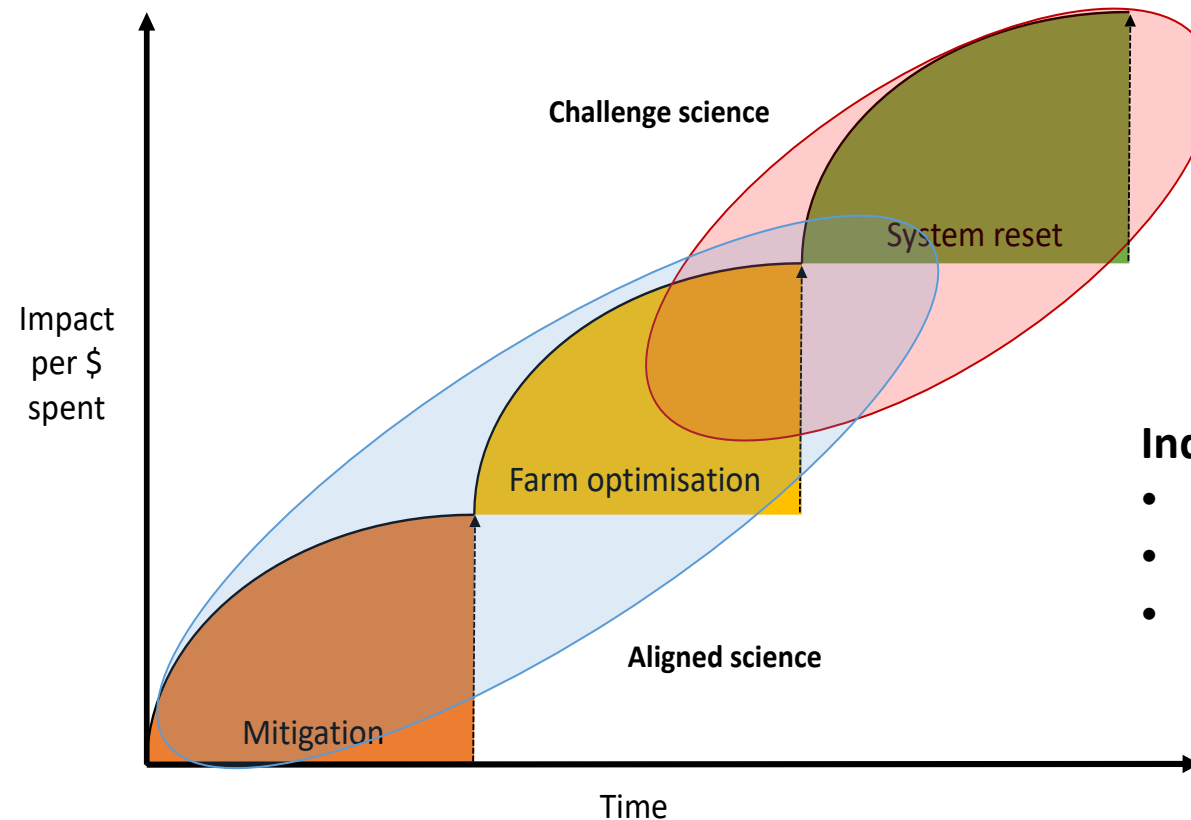 Challenge science
System reset
Impact
per $
spent
Farm optimisation
Aligned science
Mitigation
Time